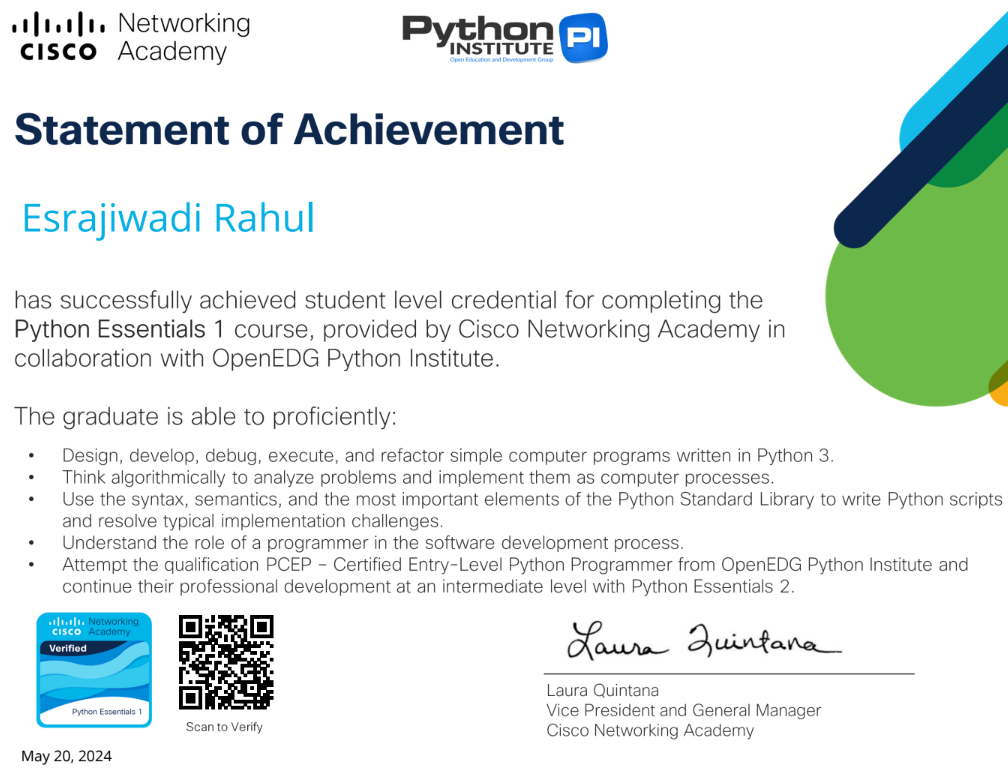 Networking
CISCO Academy
Python
INSTITUTE
PI
Open Education and Development Group
Statement of Achievement
Esrajiwadi Rahul
has successfully achieved student level credential for completing the
Python Essentials 1 course, provided by Cisco Networking Academy in
collaboration with OpenEDG Python Institute.
The graduate is able to proficiently:
• Design, develop, debug, execute, and refactor simple computer programs written in Python 3.
• Think algorithmically to analyze problems and implement them as computer processes.
• Use the syntax, semantics, and the most important elements of the Python Standard Library to write Python scripts
and resolve typical implementation challenges.
• Understand the role of a programmer in the software development process.
• Attempt the qualification PCEP – Certified Entry-Level Python Programmer from OpenEDG Python Institute and
continue their professional development at an intermediate level with Python Essentials 2.
Networking
CISCO Academy
Verified
Python Essentials 1
Scan to Verify
May 20, 2024
Laura Quintana
Laura Quintana
Vice President and General Manager
Cisco Networking Academy